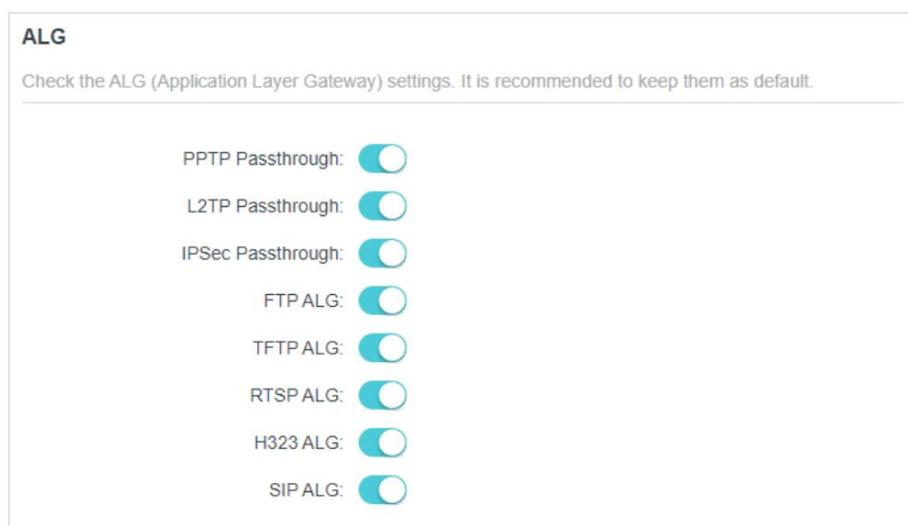 ALG
Check the ALG (Application Layer Gateway) settings. It is recommended to keep them as default.
PPTP Passthrough:
L2TP Passthrough:
IPSec Passthrough:
FTP ALG:
TFTP ALG:
RTSP ALG:
H323 ALG:
SIP ALG: